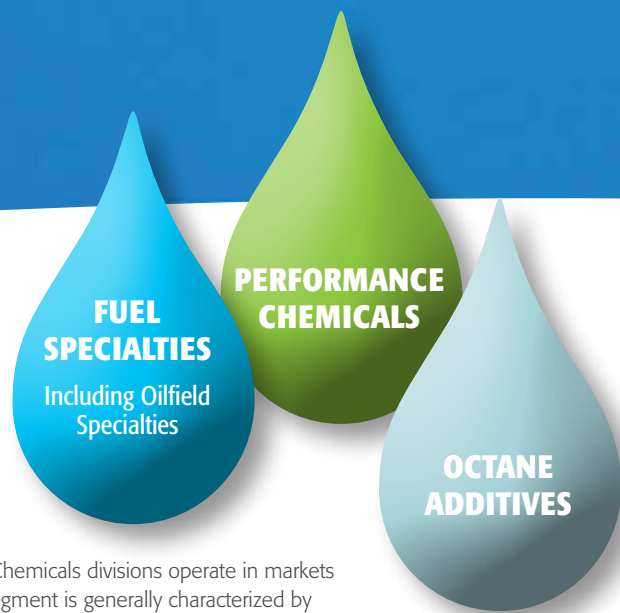 PERFORMANCE
CHEMICALS
FUEL
SPECIALTIES
Including Oilfield
Specialties
OCTANE
ADDITIVES
Chemicals divisions operate in markets
gment is generally characterized by